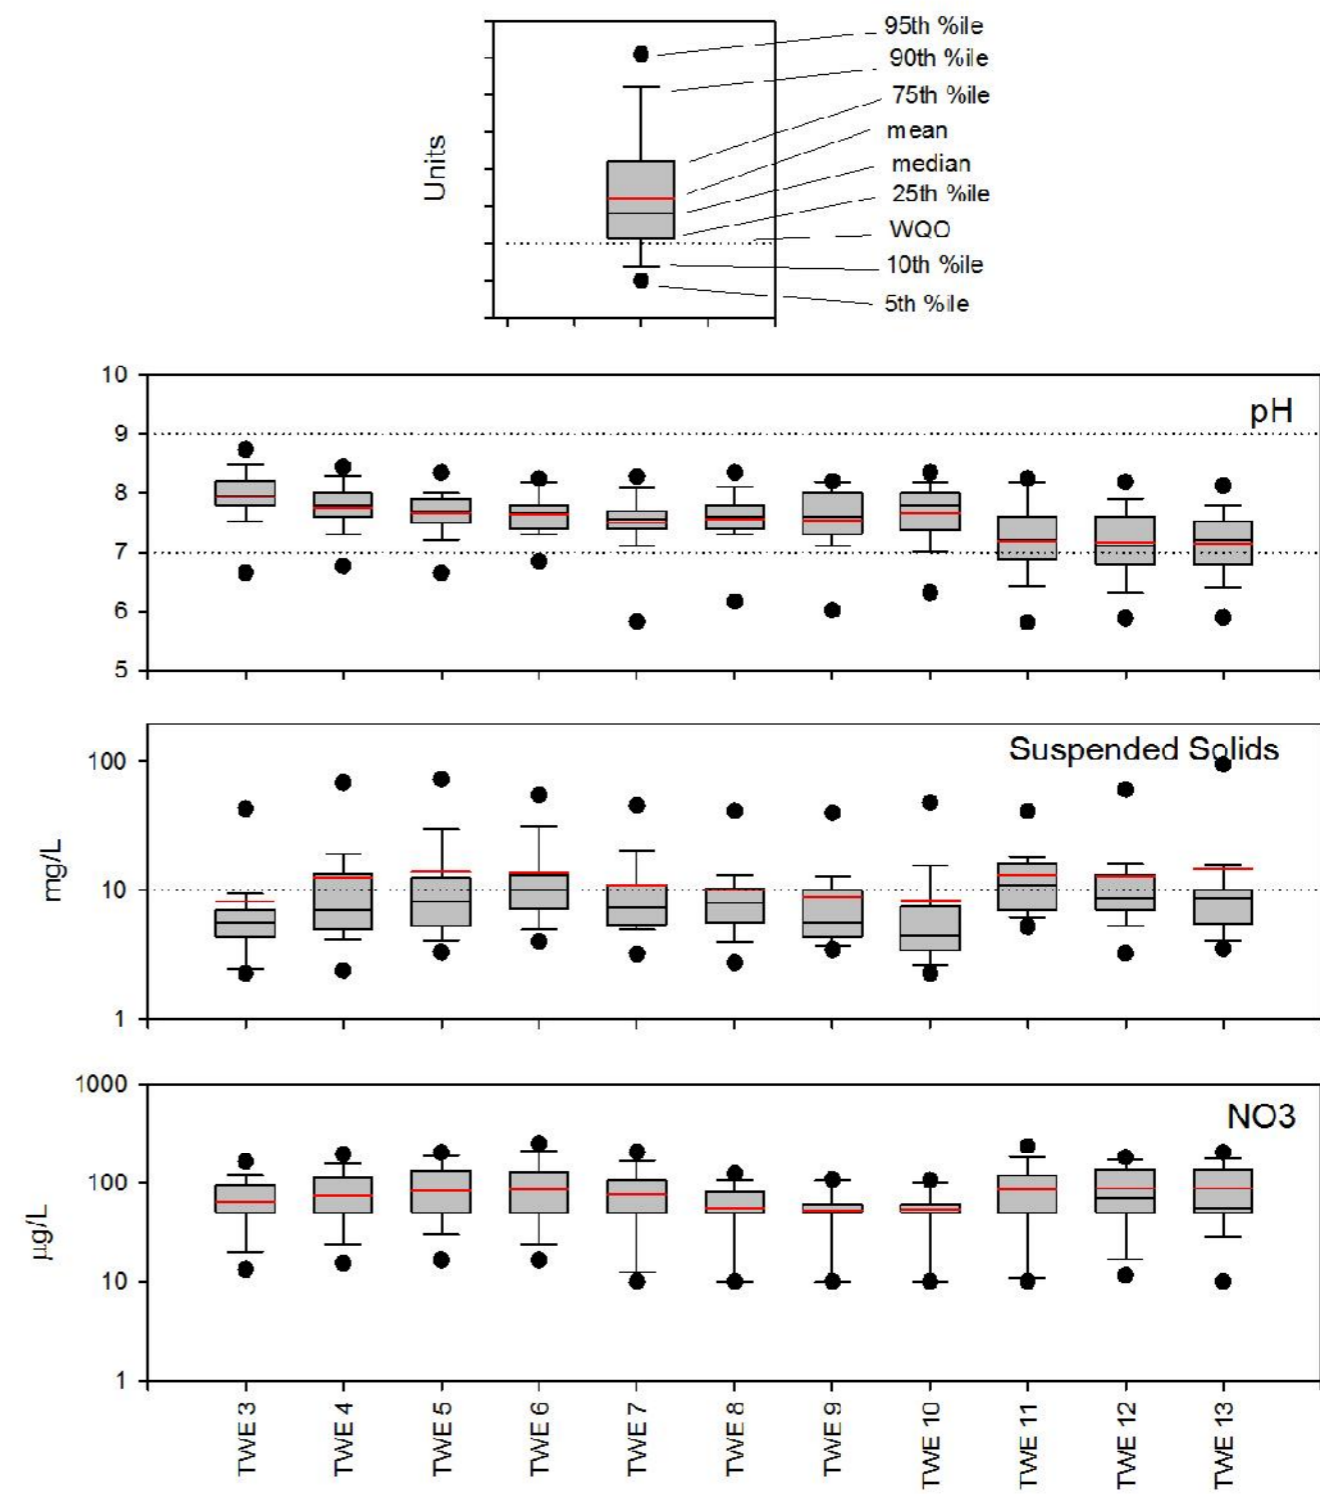 95th %ile
90th %ile
75th %ile
mean
median
25th %ile
WQO
10th %ile
5th %ile
Units
10
pH
9
8
7
6
5
Suspended Solids
100
mg/L
10
1
1000
NO3
100
µg/L
10
1
TWE 3
TWE 4
TWE 5
TWE 6
TWE 7
TWE 8
TWE 9
TWE 10
TWE 11
TWE 12
TWE 13